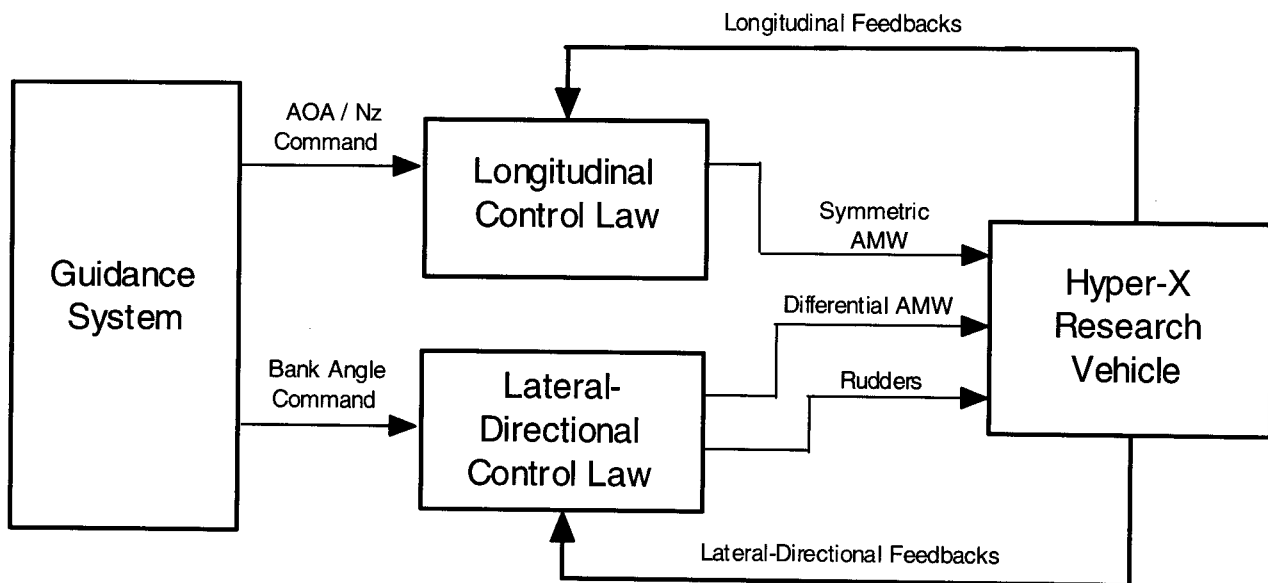 Longitudinal Feedbacks
AOA / Nz
Command
Longitudinal
Control Law
Symmetric
AMW
Guidance
System
Hyper-X
Research
Vehicle
Differential AMW
Bank Angle
Command
Lateral-
Directional
Control Law
Rudders
Lateral-Directional Feedbacks